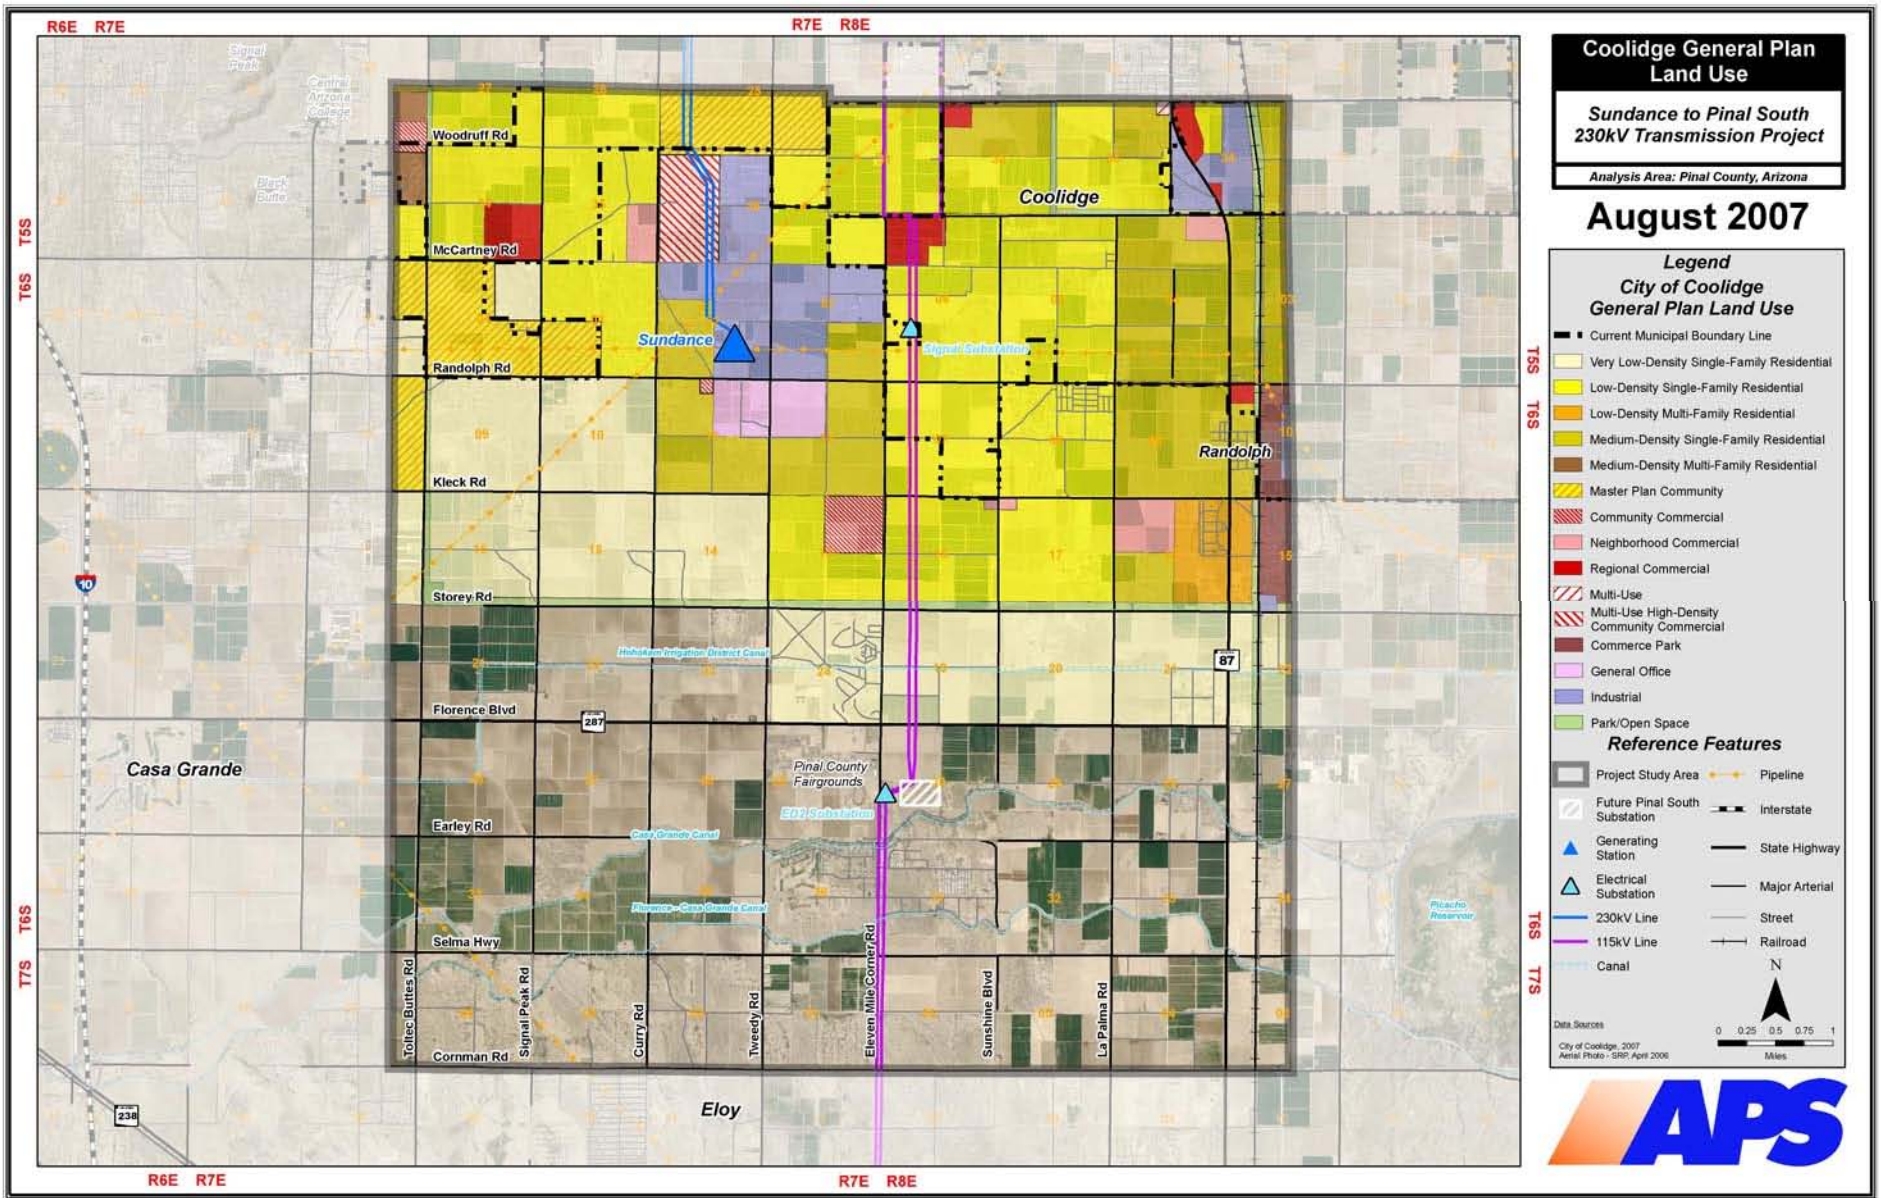 R6E R7E
R7E R8E
Signal
Peak
Central
Arizona
College
Woodruff Rd
Black
Butte
Coolidge
T5S
McCartney Rd
T6S
Sundance
Signal Substation
Randolph Rd
T5S
T6S
09
10
10
Randolph
Kleck Rd
14
17
15
10
Storey Rd
Hohokam Irrigation District Canal
24
19
20
87
Florence Blvd
287
Casa Grande
Pinal County
Fairgrounds
ED2 Substation
Earley Rd
Casa Grande Canal
32
Florence - Casa Grande Canal
Picacho
Reservoir
T6S
Selma Hwy
T7S
T6S
T7S
Toltec Buttes Rd
Signal Peak Rd
Curry Rd
Tweedy Rd
Eleven Mile Corner Rd
Sunshine Blvd
La Palma Rd
Cornman Rd
238
Eloy
R6E R7E
R7E R8E
Coolidge General Plan
Land Use
Sundance to Pinal South
230kV Transmission Project
Analysis Area: Pinal County, Arizona
August 2007
Legend
City of Coolidge
General Plan Land Use
Current Municipal Boundary Line
Very Low-Density Single-Family Residential
Low-Density Single-Family Residential
Low-Density Multi-Family Residential
Medium-Density Single-Family Residential
Medium-Density Multi-Family Residential
Master Plan Community
Community Commercial
Neighborhood Commercial
Regional Commercial
Multi-Use
Multi-Use High-Density
Community Commercial
Commerce Park
General Office
Industrial
Park/Open Space
Reference Features
Project Study Area
Pipeline
Future Pinal South
Substation
Interstate
Generating
Station
State Highway
Electrical
Substation
Major Arterial
230kV Line
Street
115kV Line
Railroad
Canal
N
Data Sources
City of Coolidge, 2007
Aerial Photo - SRP, April 2006
0 0.25 0.5 0.75 1
Miles
APS